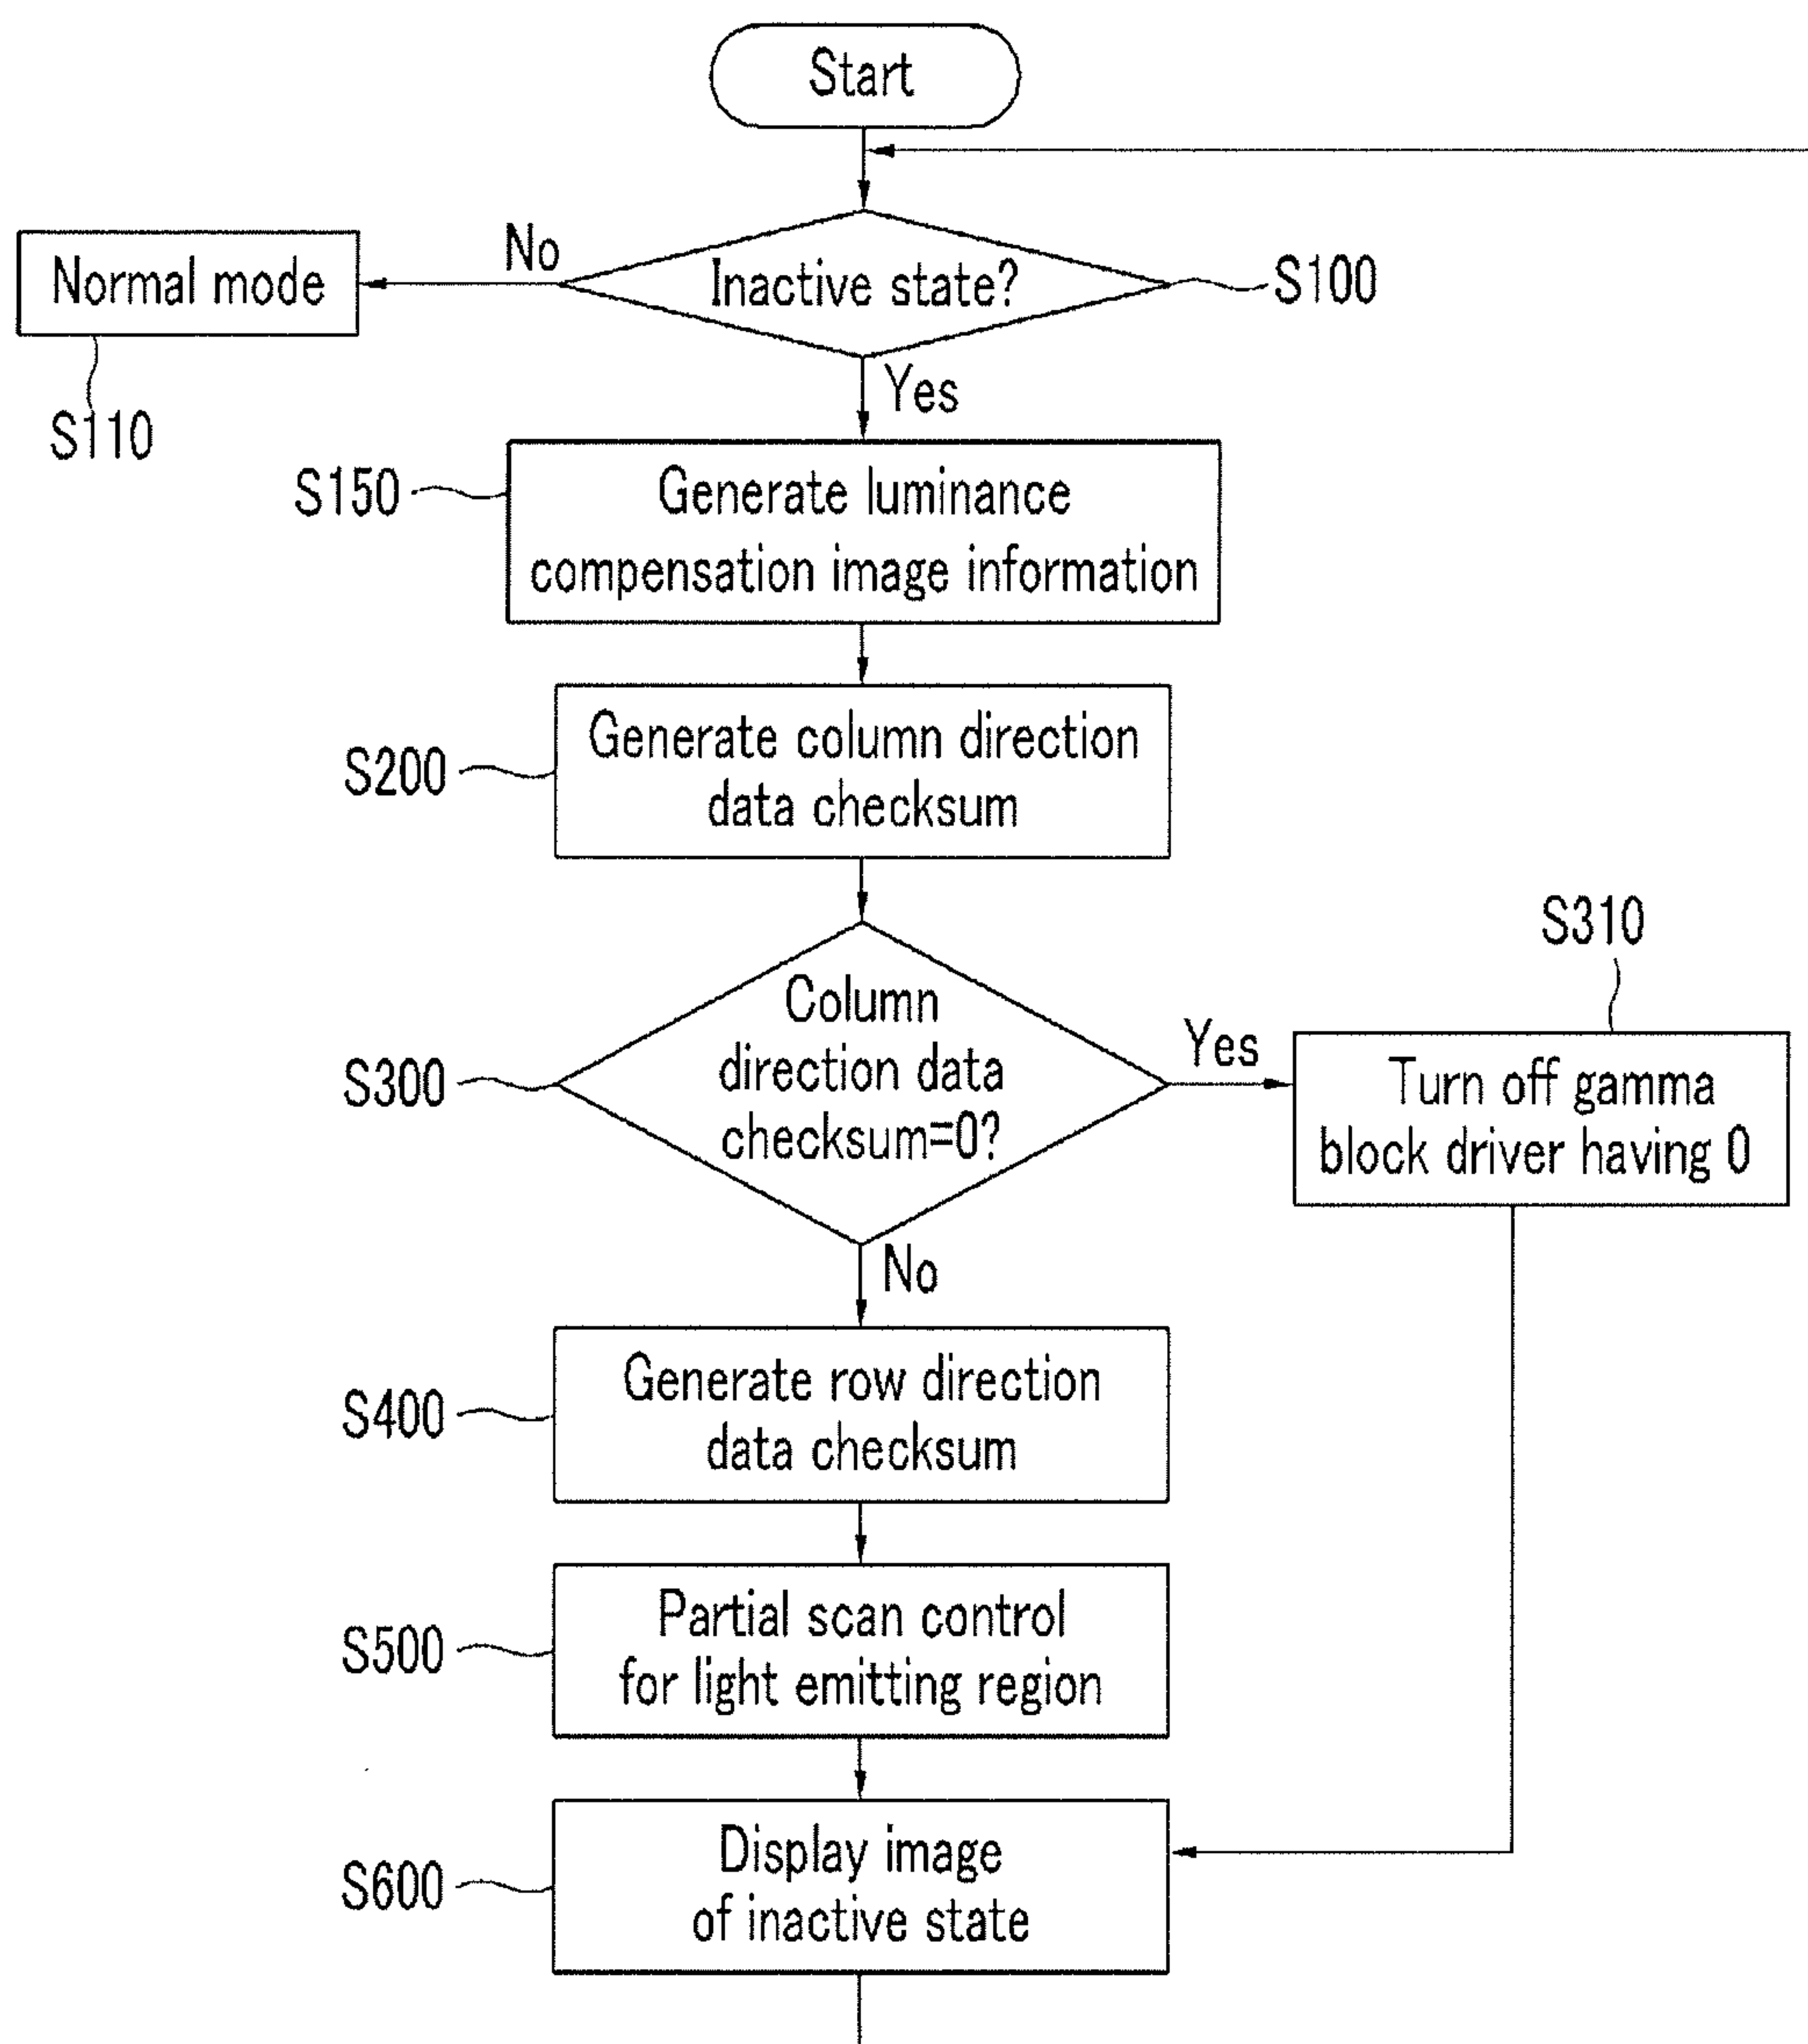 Start
No
Normal mode
Inactive state?
S100
Yes
S110
S150
Generate luminance
compensation image information
S200
Generate column direction
data checksum
S310
S300
Column
direction data
checksum=0?
Yes
Turn off gamma
block driver having 0
No
S400
Generate row direction
data checksum
S500
Partial scan control
for light emitting region
S600
Display image
of inactive state